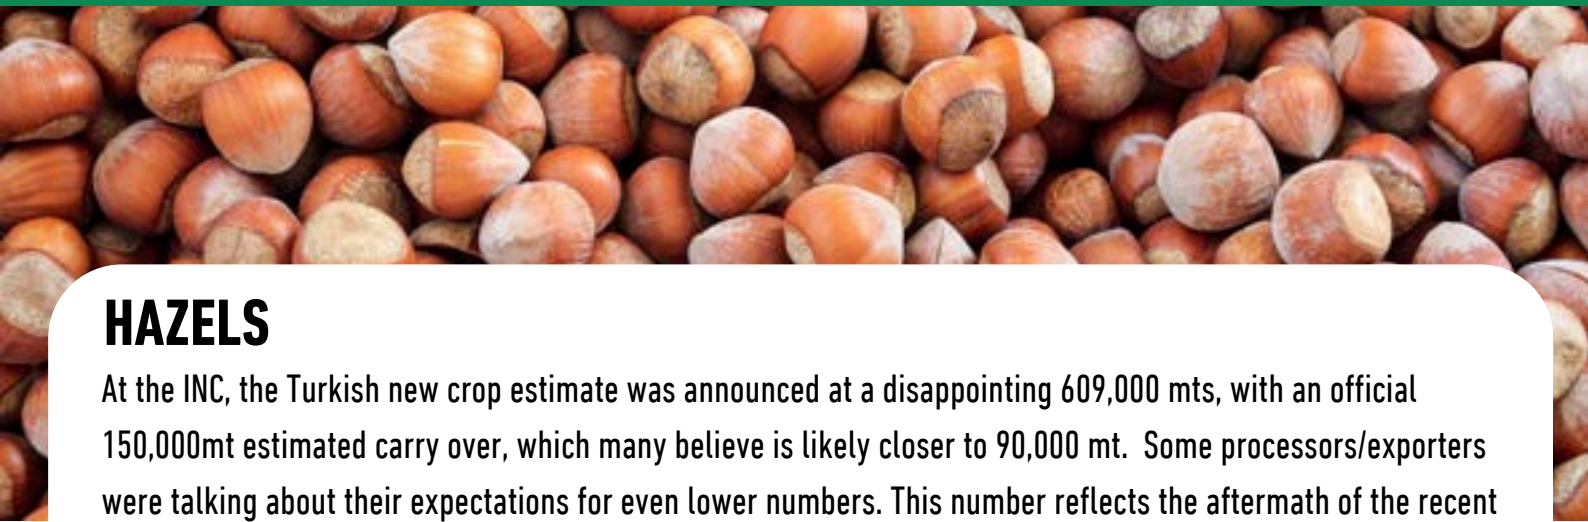 HAZELS
At the INC, the Turkish new crop estimate was announced at a disappointing 609,000 mts, with an official
150,000mt estimated carry over, which many believe is likely closer to 90,000 mt.  Some processors/exporters
were talking about their expectations for even lower numbers. This number reflects the aftermath of the recent